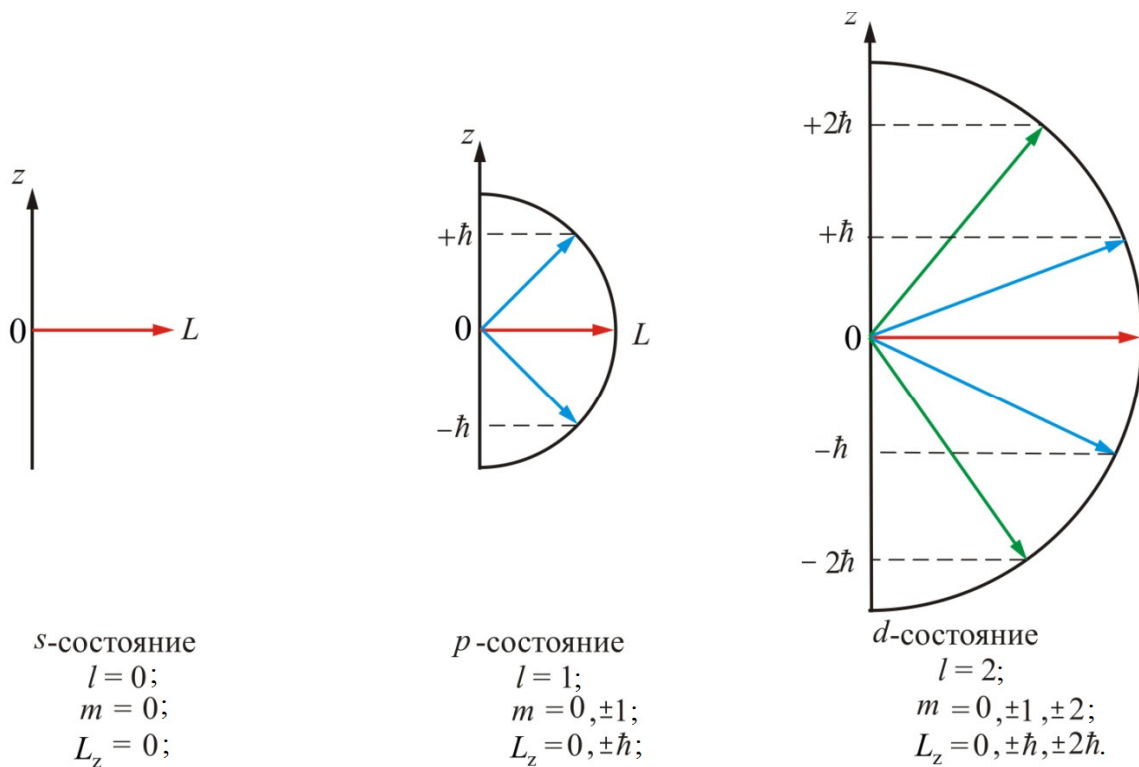 z
0
L
s-состояние
l = 0;
m = 0;
L_z = 0;
z
+ħ
0
L
−ħ
p -состояние
l = 1;
m = 0,±1;
L_z = 0,±ħ;
z
+2ħ
+ħ
0
−ħ
− 2ħ
d-состояние
l = 2;
m = 0,±1,±2;
L_z = 0,±ħ,±2ħ.